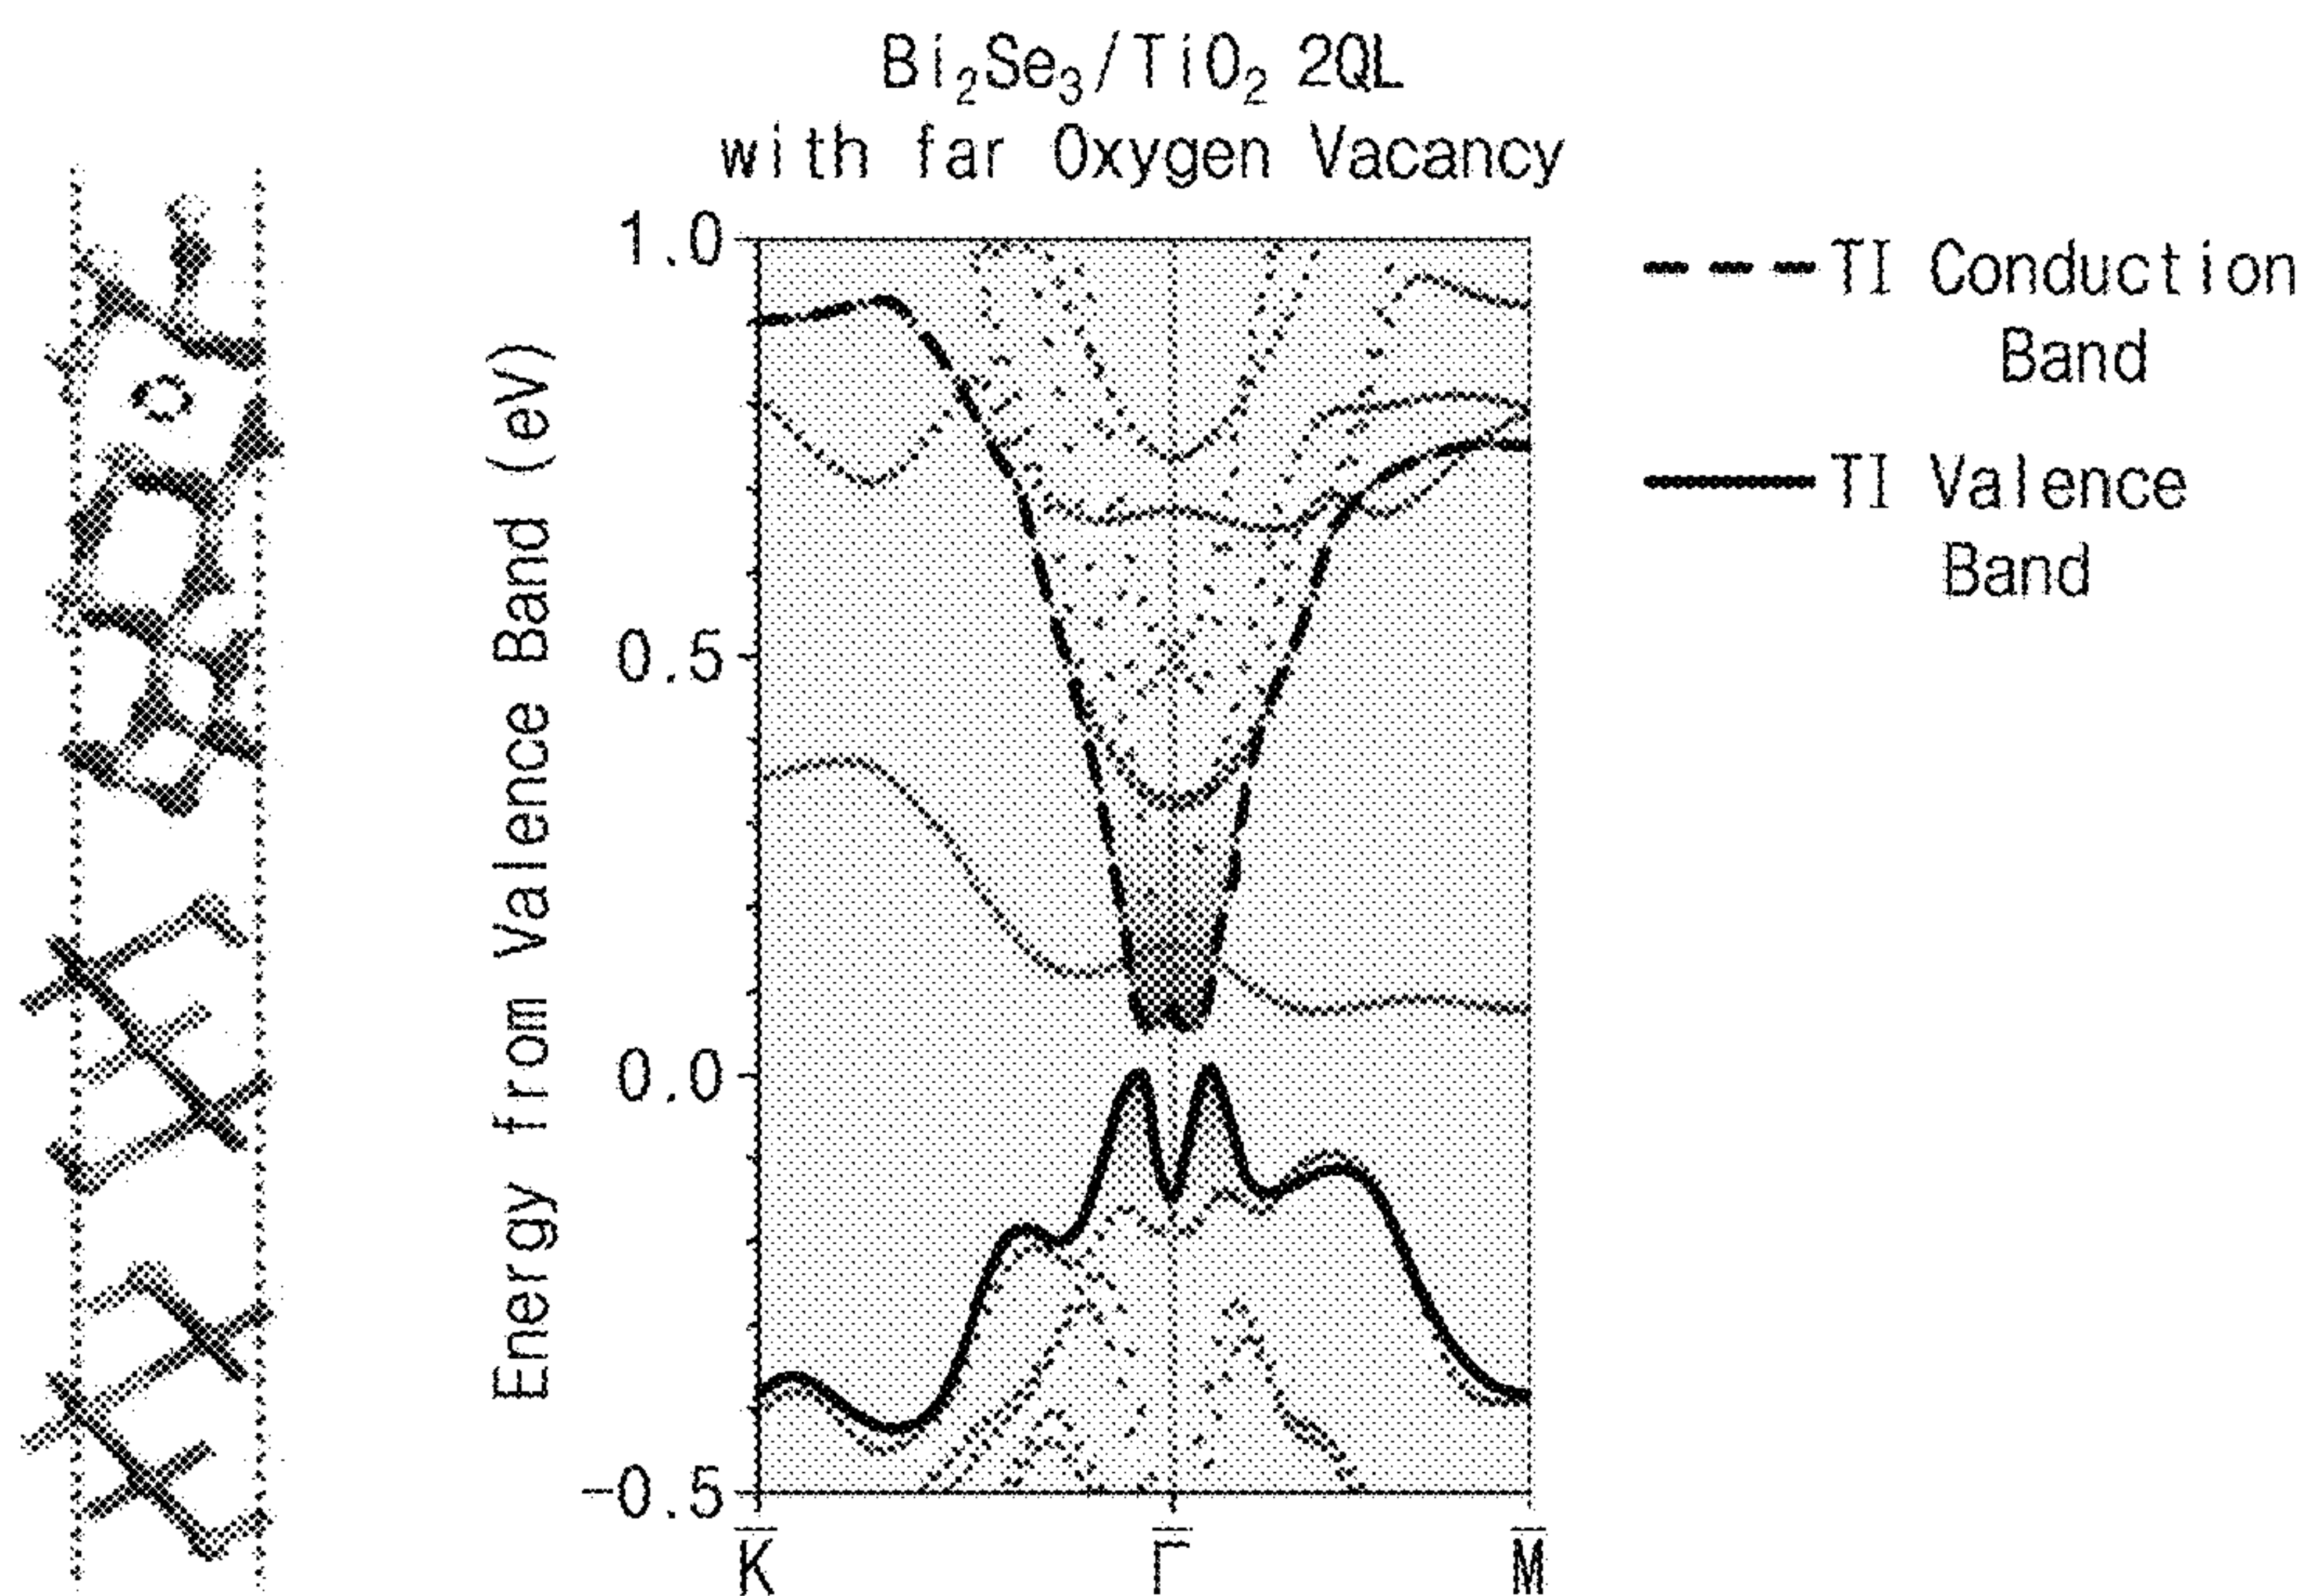 Bi₂Se₃/TiO₂ 2QL
with far Oxygen Vacancy
Energy from Valence Band (eV)
1.0
0.5
0.0
-0.5
K̅
Γ̅
M̅
TI Conduction
Band
TI Valence
Band